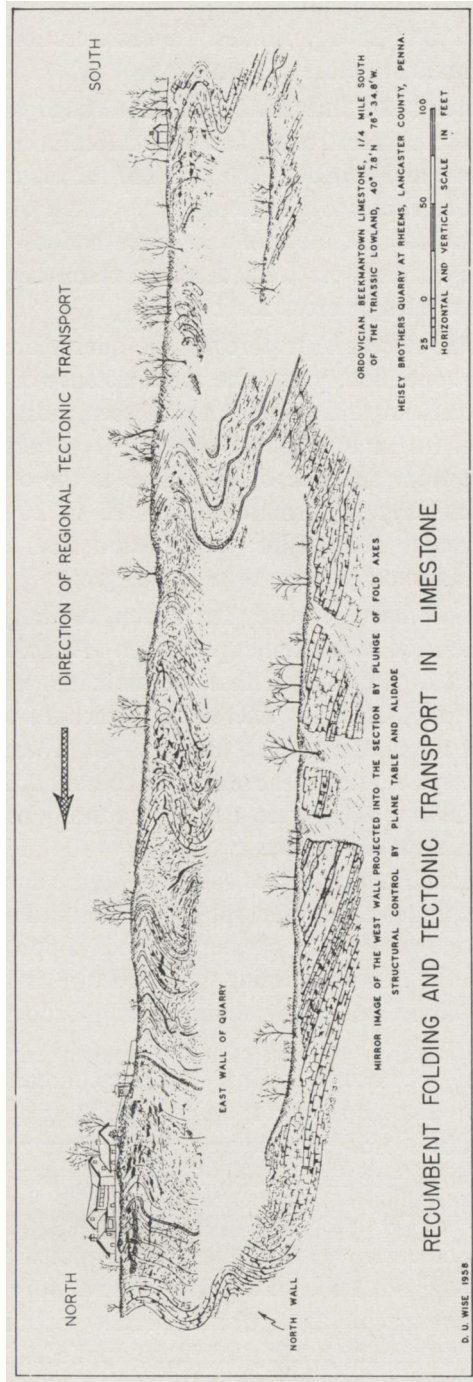 NORTH
DIRECTION OF REGIONAL TECTONIC TRANSPORT
SOUTH
EAST WALL OF QUARRY
NORTH WALL
MIRROR IMAGE OF THE WEST WALL PROJECTED INTO THE SECTION BY PLUNGE OF FOLD AXES
STRUCTURAL CONTROL BY PLANE TABLE AND ALIDADE
ORDOVICIAN BEEKMANTOWN LIMESTONE, 1/4 MILE SOUTH
OF THE TRIASSIC LOWLAND, 40° 7.8'N 76° 34.8'W.
HEISEY BROTHERS QUARRY AT RHEEMS, LANCASTER COUNTY, PENNA.
25 0 50 100
HORIZONTAL AND VERTICAL SCALE IN FEET
RECUMBENT FOLDING AND TECTONIC TRANSPORT IN LIMESTONE
D. U. WISE 1958